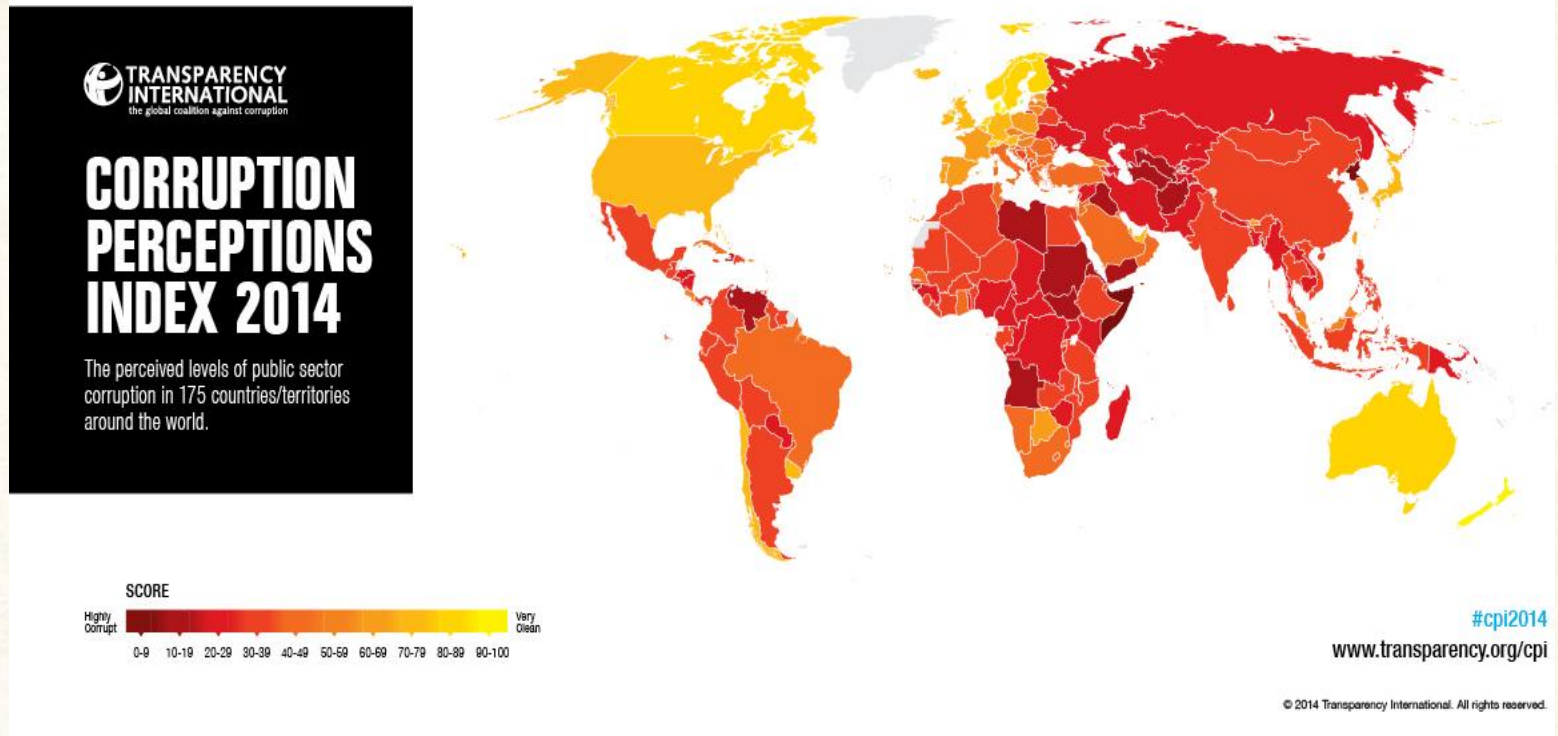 TRANSPARENCY
INTERNATIONAL
the global coalition against corruption
CORRUPTION
PERCEPTIONS
INDEX 2014
The perceived levels of public sector
corruption in 175 countries/territories
around the world.
SCORE
Highly
Corrupt
Very
Clean
0-9 10-19 20-29 30-39 40-49 50-59 60-69 70-79 80-89 90-100
#cpi2014
www.transparency.org/cpi
© 2014 Transparency International. All rights reserved.